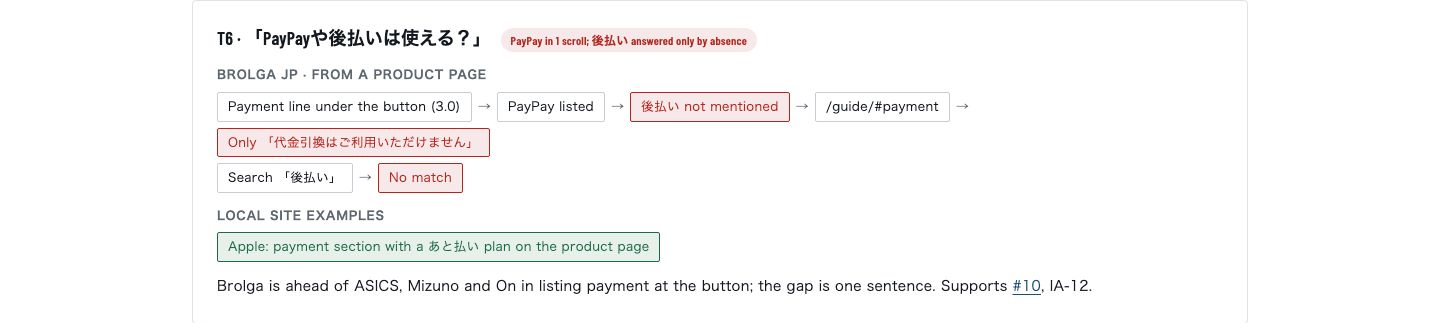 T6 · 「PayPayや後払いは使える？」 PayPay in 1 scroll; 後払い answered only by absence
BROLGA JP · FROM A PRODUCT PAGE
Payment line under the button (3.0) → PayPay listed → 後払い not mentioned → /guide/#payment →
Only 「代金引換はご利用いただけません」
Search 「後払い」 → No match
LOCAL SITE EXAMPLES
Apple: payment section with a あと払い plan on the product page
Brolga is ahead of ASICS, Mizuno and On in listing payment at the button; the gap is one sentence. Supports #10, IA-12.